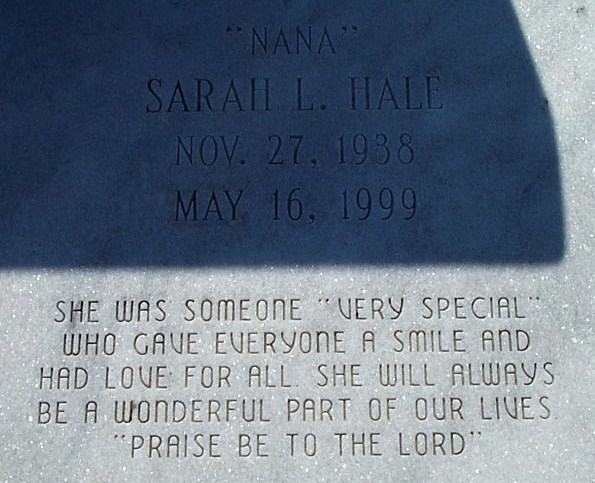 "NANA"
SARAH L. HALE
NOV. 27, 1938
MAY 16, 1999
SHE WAS SOMEONE "VERY SPECIAL"
WHO GAVE EVERYONE A SMILE AND
HAD LOVE FOR ALL. SHE WILL ALWAYS
BE A WONDERFUL PART OF OUR LIVES.
"PRAISE BE TO THE LORD"